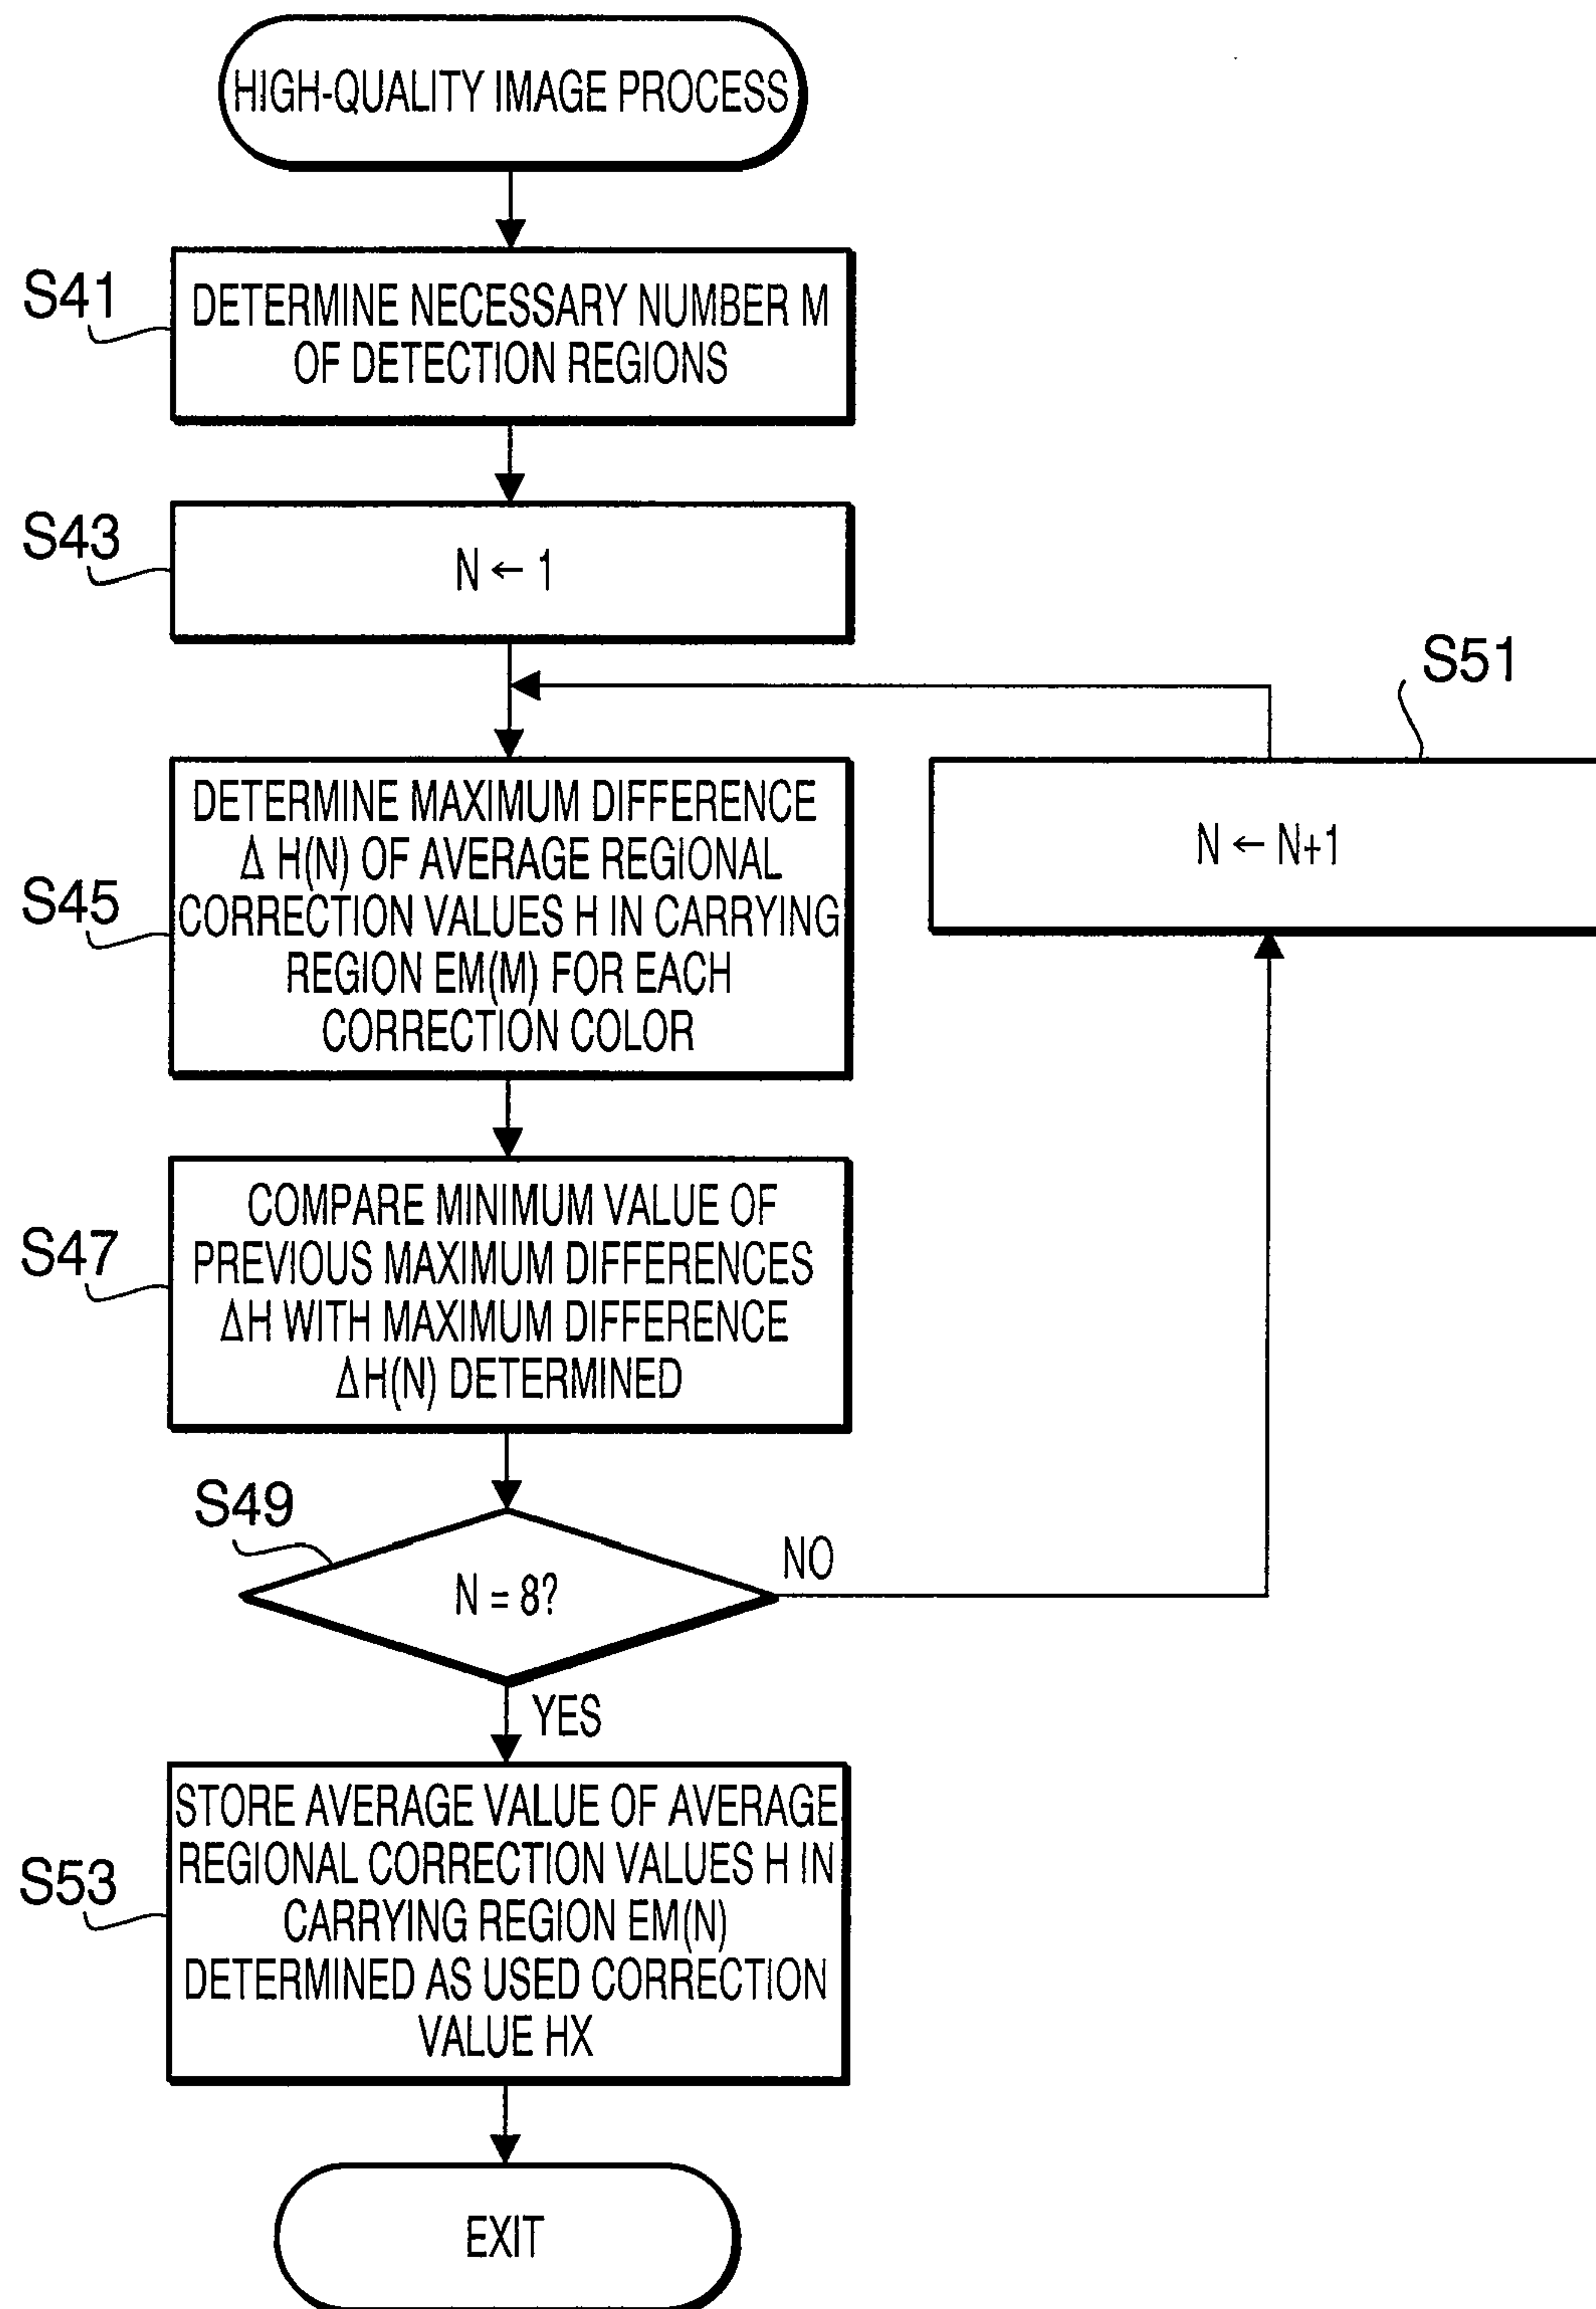 HIGH-QUALITY IMAGE PROCESS
S41
DETERMINE NECESSARY NUMBER M
OF DETECTION REGIONS
S43
N ← 1
S51
N ← N+1
S45
DETERMINE MAXIMUM DIFFERENCE
Δ H(N) OF AVERAGE REGIONAL
CORRECTION VALUES H IN CARRYING
REGION EM(M) FOR EACH
CORRECTION COLOR
S47
COMPARE MINIMUM VALUE OF
PREVIOUS MAXIMUM DIFFERENCES
ΔH WITH MAXIMUM DIFFERENCE
ΔH(N) DETERMINED
S49
N = 8?
NO
YES
S53
STORE AVERAGE VALUE OF AVERAGE
REGIONAL CORRECTION VALUES H IN
CARRYING REGION EM(N)
DETERMINED AS USED CORRECTION
VALUE HX
EXIT